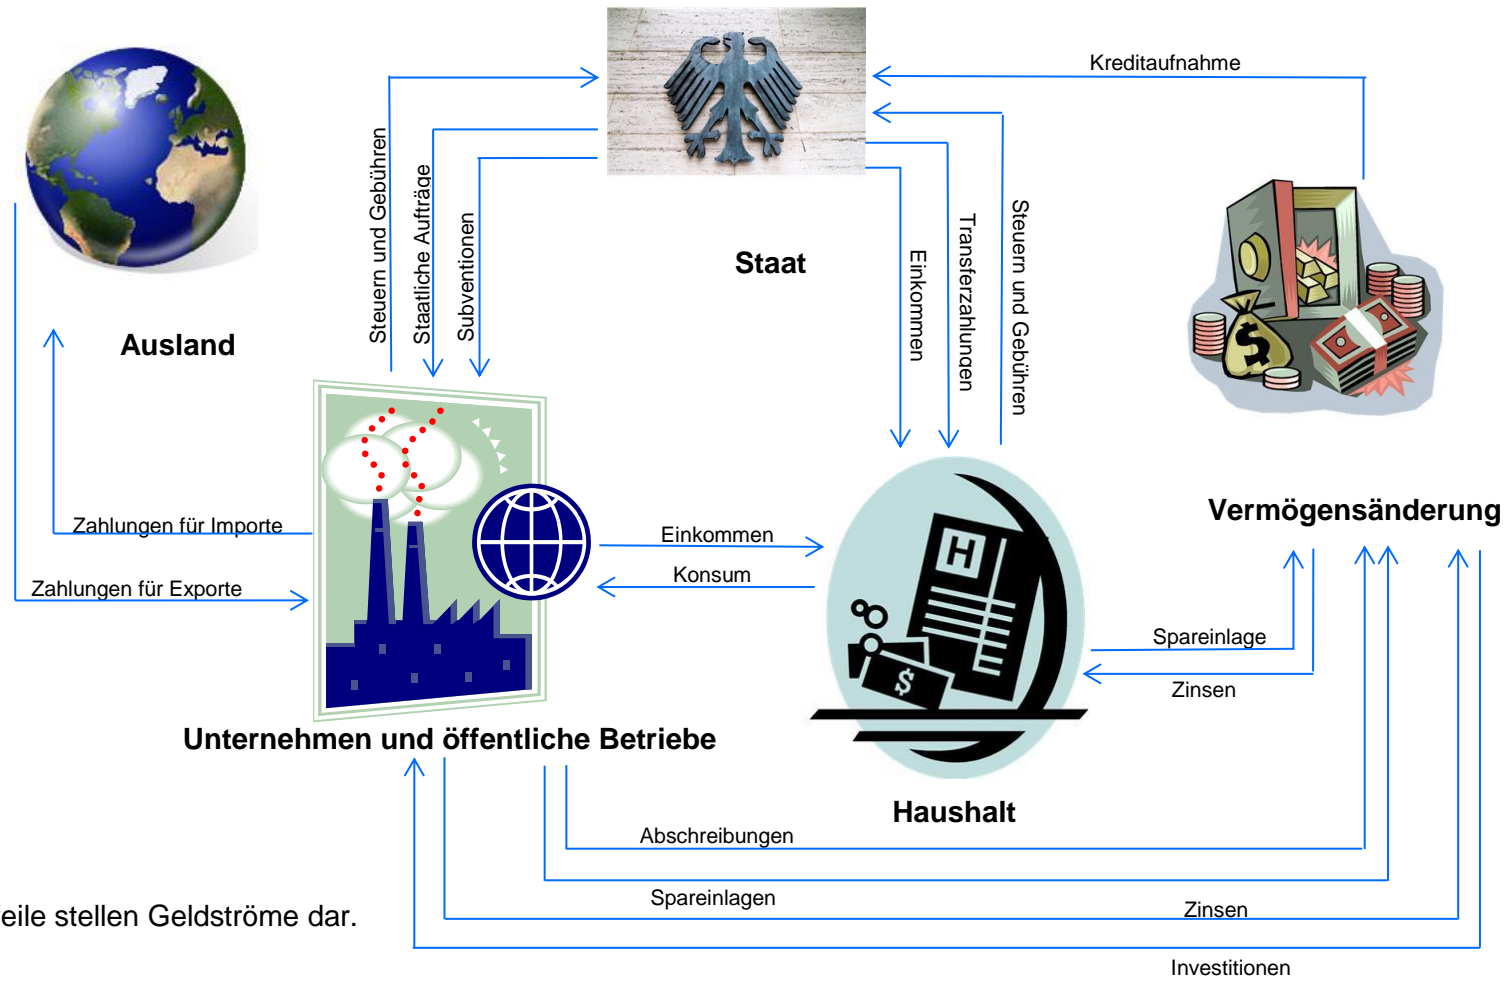 Kreditaufnahme
Steuern und Gebühren
Staatliche Aufträge
Subventionen
Staat
Einkommen
Transferzahlungen
Steuern und Gebühren
Ausland
$
Vermögensänderung
Zahlungen für Importe
Zahlungen für Exporte
Einkommen
Konsum
H
$
Spareinlage
Zinsen
Unternehmen und öffentliche Betriebe
Haushalt
Abschreibungen
Spareinlagen
Zinsen
eile stellen Geldströme dar.
Investitionen